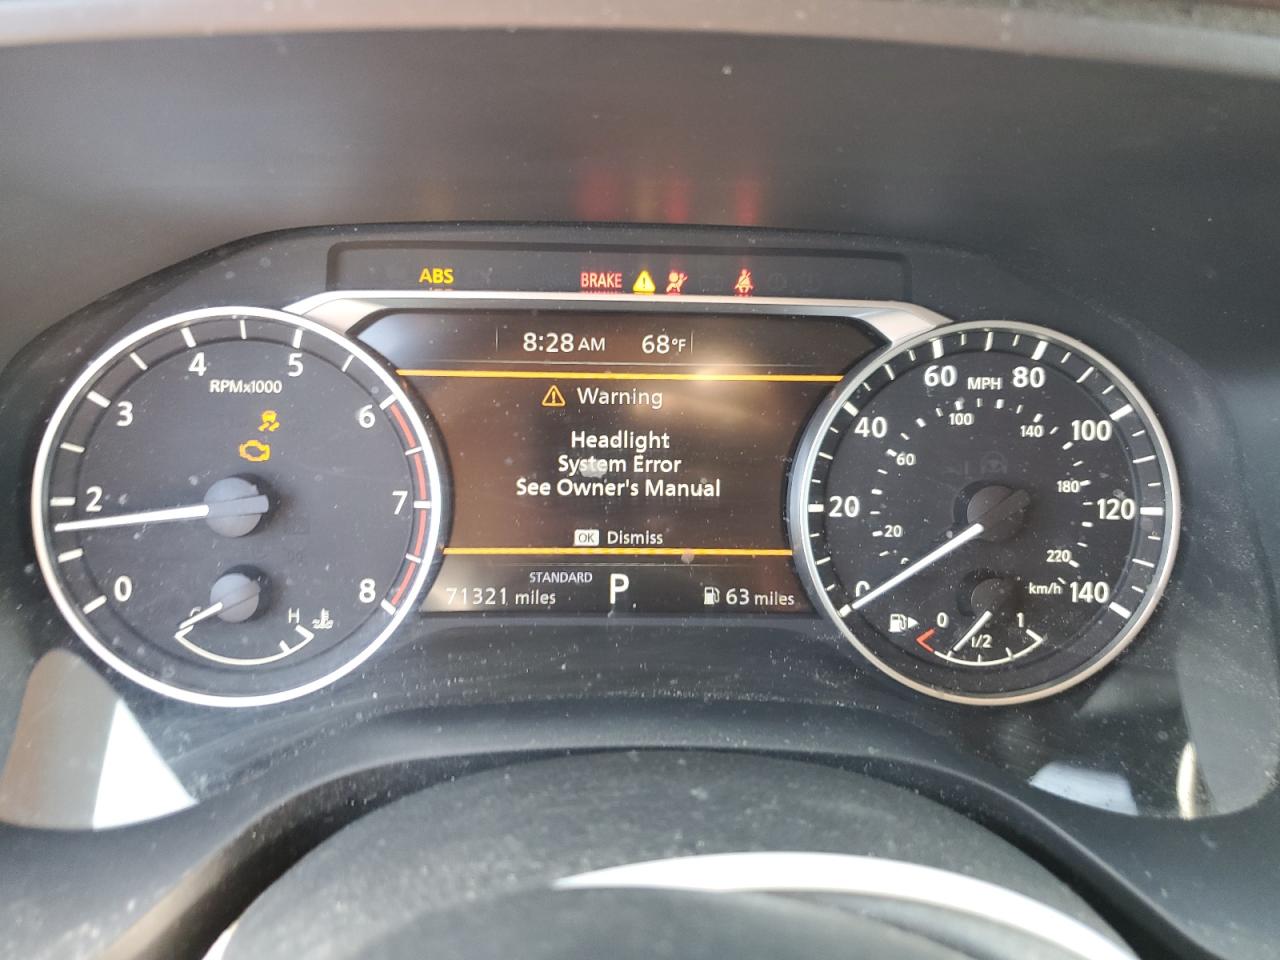 ABS
BRAKE
8:28 AM 68°F
Warning
Headlight
System Error
See Owner's Manual
OK Dismiss
STANDARD
71321 miles P 63 miles
4 5
RPMx1000
3 6
2 7
0 8
H
60 MPH 80
40 100 140 100
60 180
20 120
20 220
0 km/h 140
0 1/2 1